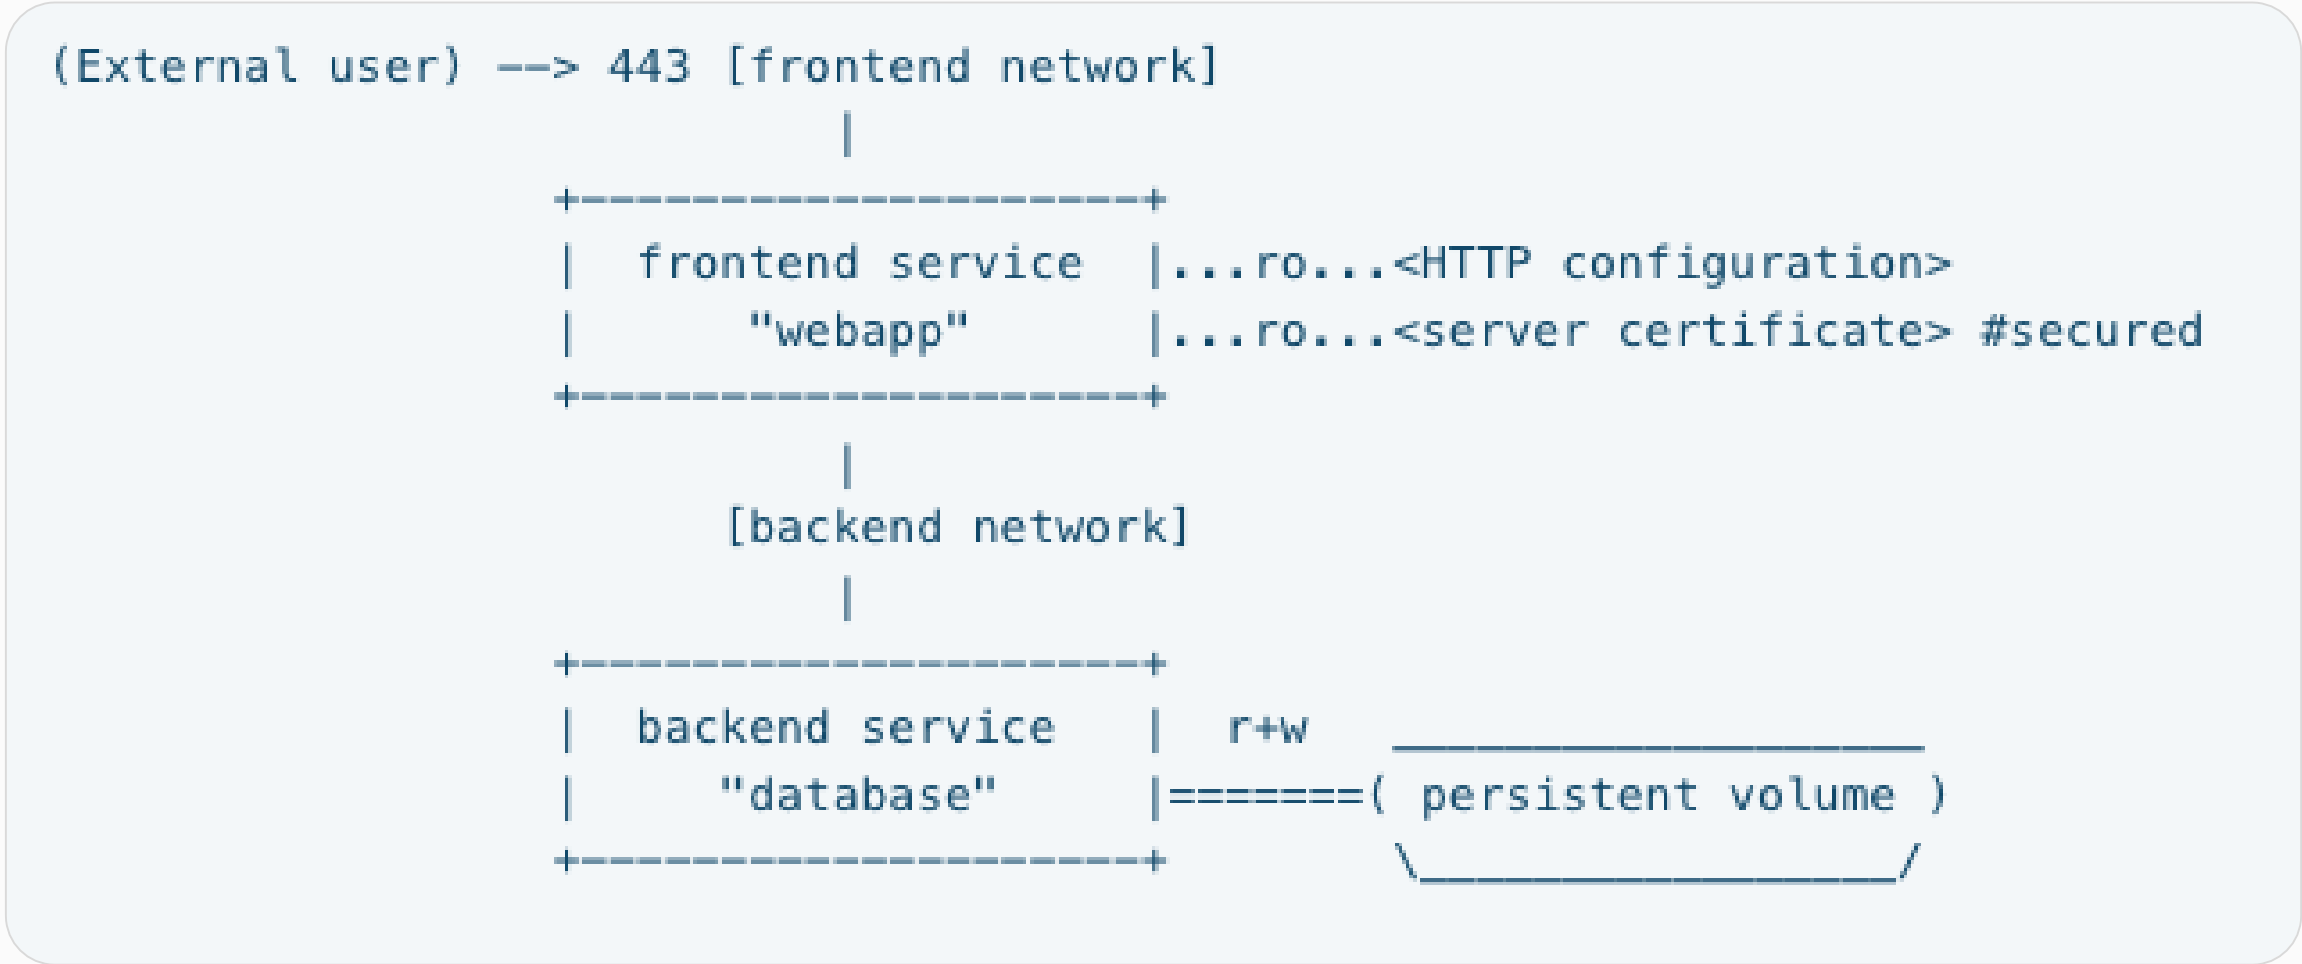 (External user) --> 443 [frontend network]
                            |
                  +---------------------+
                  |  frontend service   |...ro...<HTTP configuration>
                  |      "webapp"       |...ro...<server certificate> #secured
                  +---------------------+
                            |
                        [backend network]
                            |
                  +---------------------+
                  |  backend service    |  r+w   ___________________
                  |     "database"      |=======( persistent volume )
                  +---------------------+        \_________________/